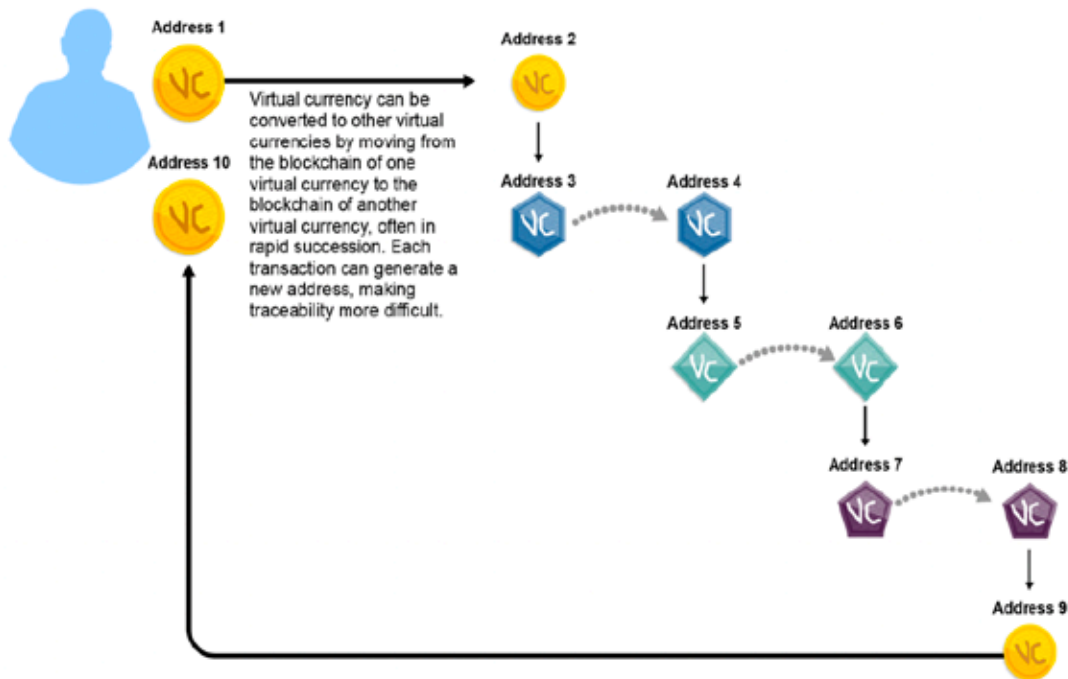 Address 1
VC
Address 2
VC
Virtual currency can be
converted to other virtual
currencies by moving from
the blockchain of one
virtual currency to the
blockchain of another
virtual currency, often in
rapid succession. Each
transaction can generate a
new address, making
traceability more difficult.
Address 10
VC
Address 3
VC
Address 4
VC
Address 5
VC
Address 6
VC
Address 7
VC
Address 8
VC
Address 9
VC